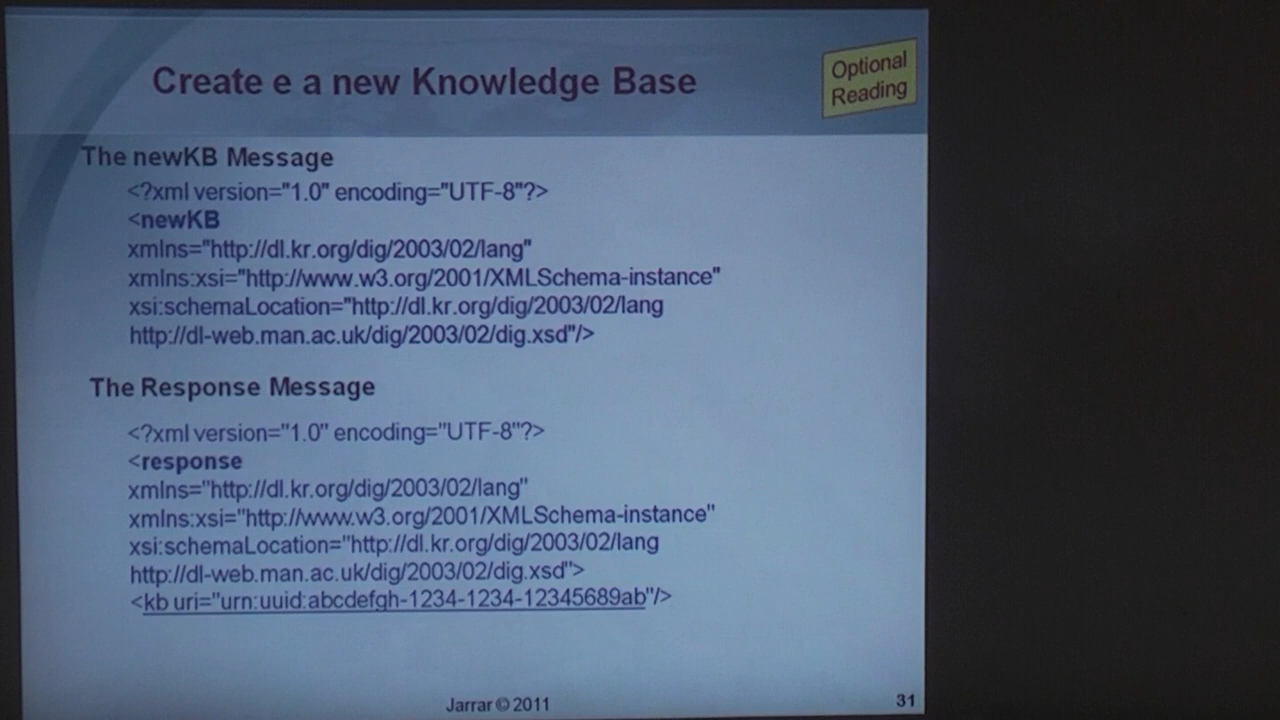 Create e a new Knowledge Base
Optional
Reading
The newKB Message
<?xml version="1.0" encoding="UTF-8"?>
<newKB
xmlns="http://dl.kr.org/dig/2003/02/lang"
xmlns:xsi="http://www.w3.org/2001/XMLSchema-instance"
xsi:schemaLocation="http://dl.kr.org/dig/2003/02/lang
http://dl-web.man.ac.uk/dig/2003/02/dig.xsd"/>
The Response Message
<?xml version="1.0" encoding="UTF-8"?>
<response
xmlns="http://dl.kr.org/dig/2003/02/lang"
xmlns:xsi="http://www.w3.org/2001/XMLSchema-instance"
xsi:schemaLocation="http://dl.kr.org/dig/2003/02/lang
http://dl-web.man.ac.uk/dig/2003/02/dig.xsd">
<kb uri="urn:uuid:abcdefgh-1234-1234-12345689ab"/>
Jarrar © 2011
31